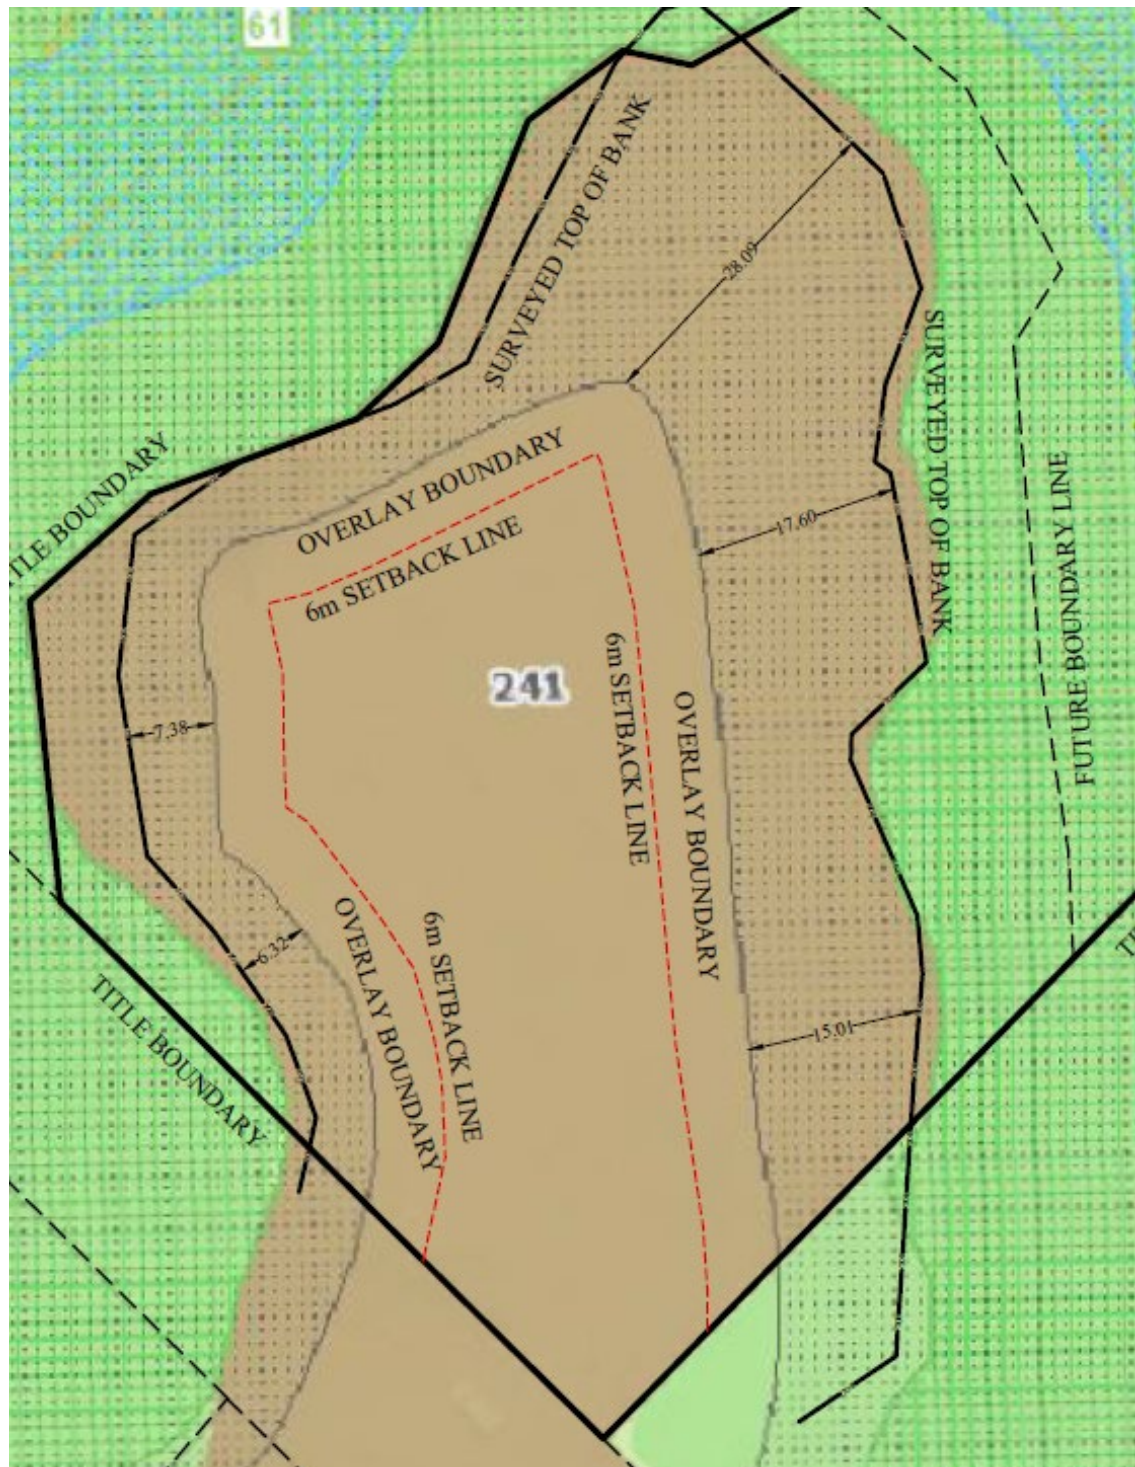 61
SURVEYED TOP OF BANK
28.09
SURVEYED TOP OF BANK
TITLE BOUNDARY
OVERLAY BOUNDARY
6m SETBACK LINE
17.60
FUTURE BOUNDARY LINE
241
6m SETBACK LINE
OVERLAY BOUNDARY
7.38
6.32
OVERLAY BOUNDARY
6m SETBACK LINE
TITLE BOUNDARY
15.01